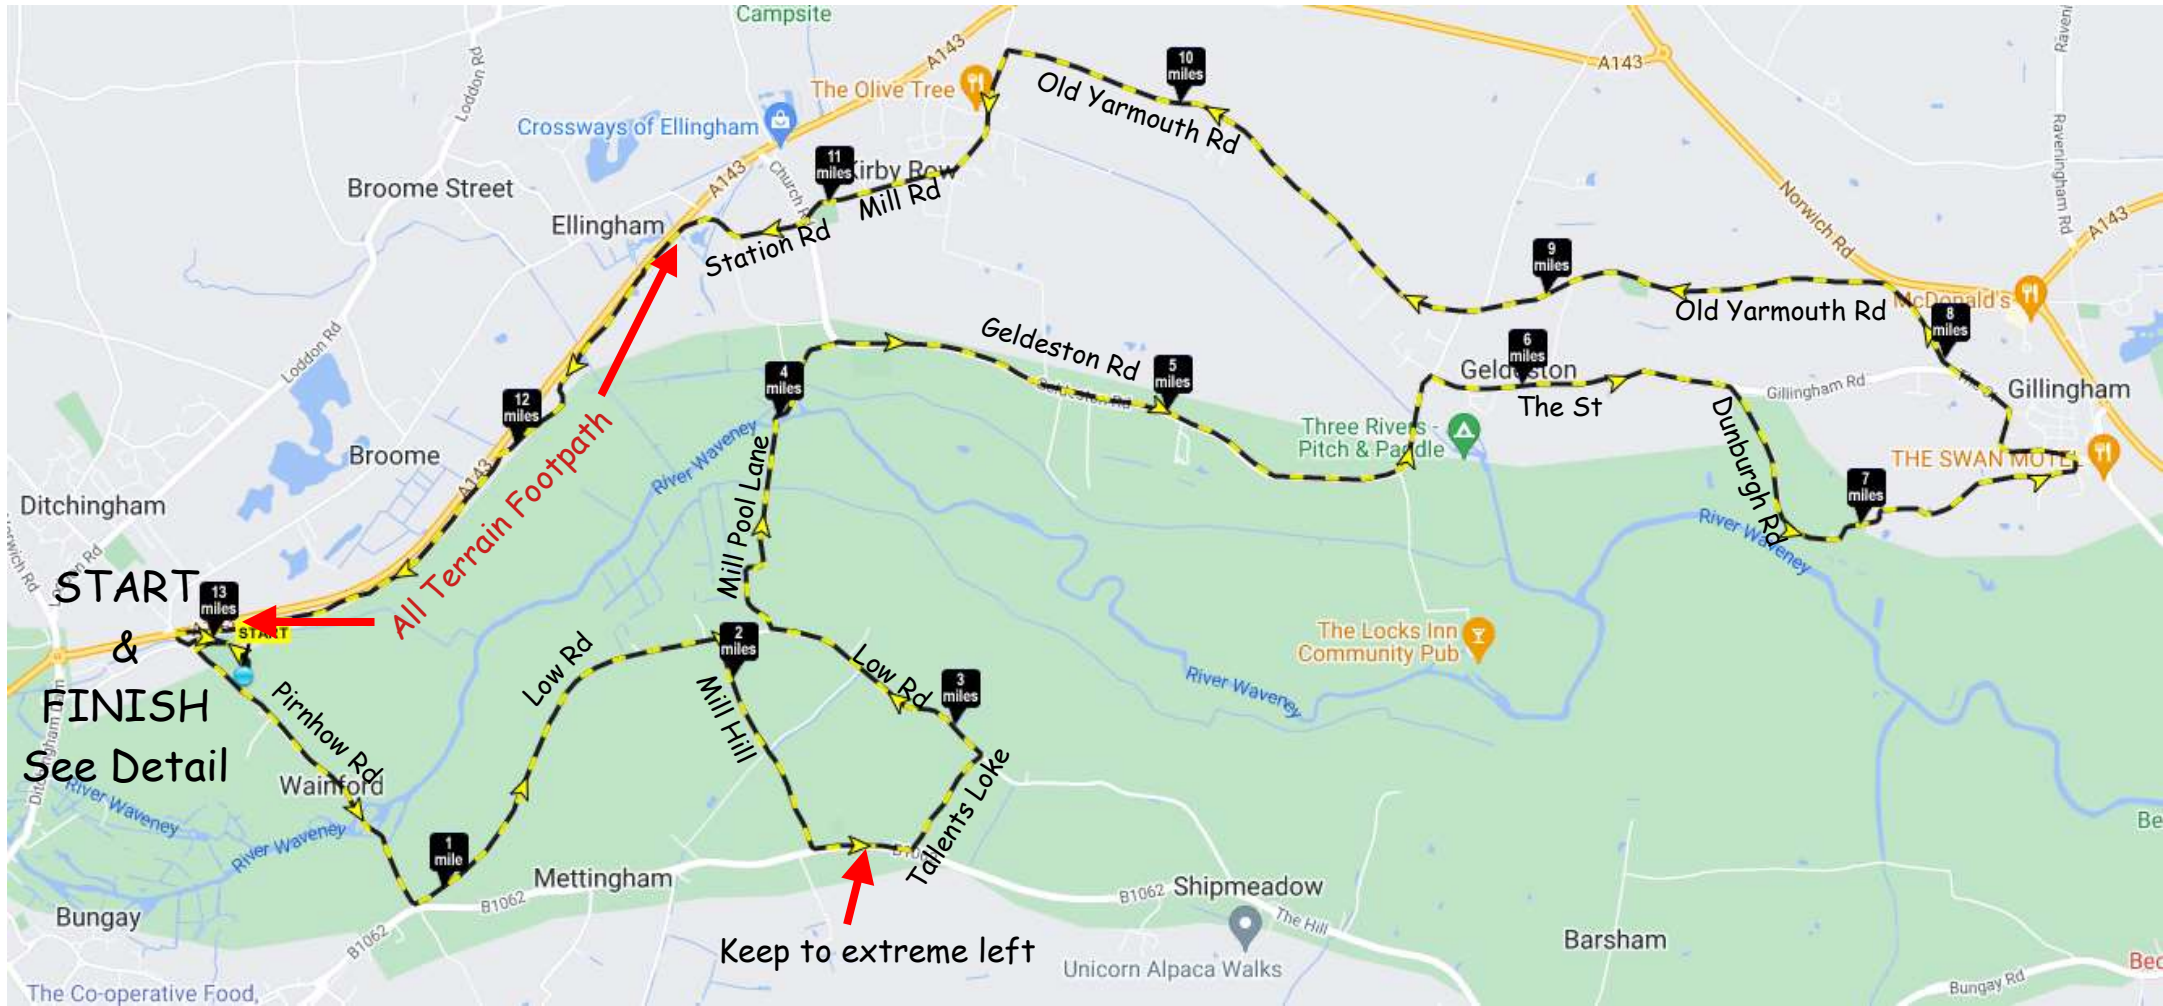 Campsite
A143
A143
Loddon Rd
The Olive Tree
10
miles
Old Yarmouth Rd
Crossways of Ellingham
A143
Church R
11
miles
Kirby Row
Mill Rd
Broome Street
Ellingham
Station Rd
Norwich Rd
Raveningham Rd
A143
9
miles
McDonald's
Old Yarmouth Rd
8
miles
Loddon Rd
Geldeston Rd
Geldeston Rd
6
miles
Geldeston
The St
Gillingham Rd
Gillingham
4
miles
5
miles
12
miles
Three Rivers -
Pitch & Paddle
Dunburgh Rd
THE SWAN MOTEL
Broome
A143
River Waveney
Mill Pool Lane
7
miles
River Waveney
Ditchingham
All Terrain Footpath
START
&
FINISH
See Detail
13
miles
START
Pirnhow Rd
Low Rd
2
miles
Mill Hill
Low Rd
3
miles
The Locks Inn
Community Pub
River Waveney
Tallents Loke
Wainford
River Waveney
River Waveney
1
mile
Mettingham
B1062
B1062
Shipmeadow
B1062
The Hill
Bungay
Keep to extreme left
Unicorn Alpaca Walks
Barsham
Bungay Rd
The Co-operative Food,